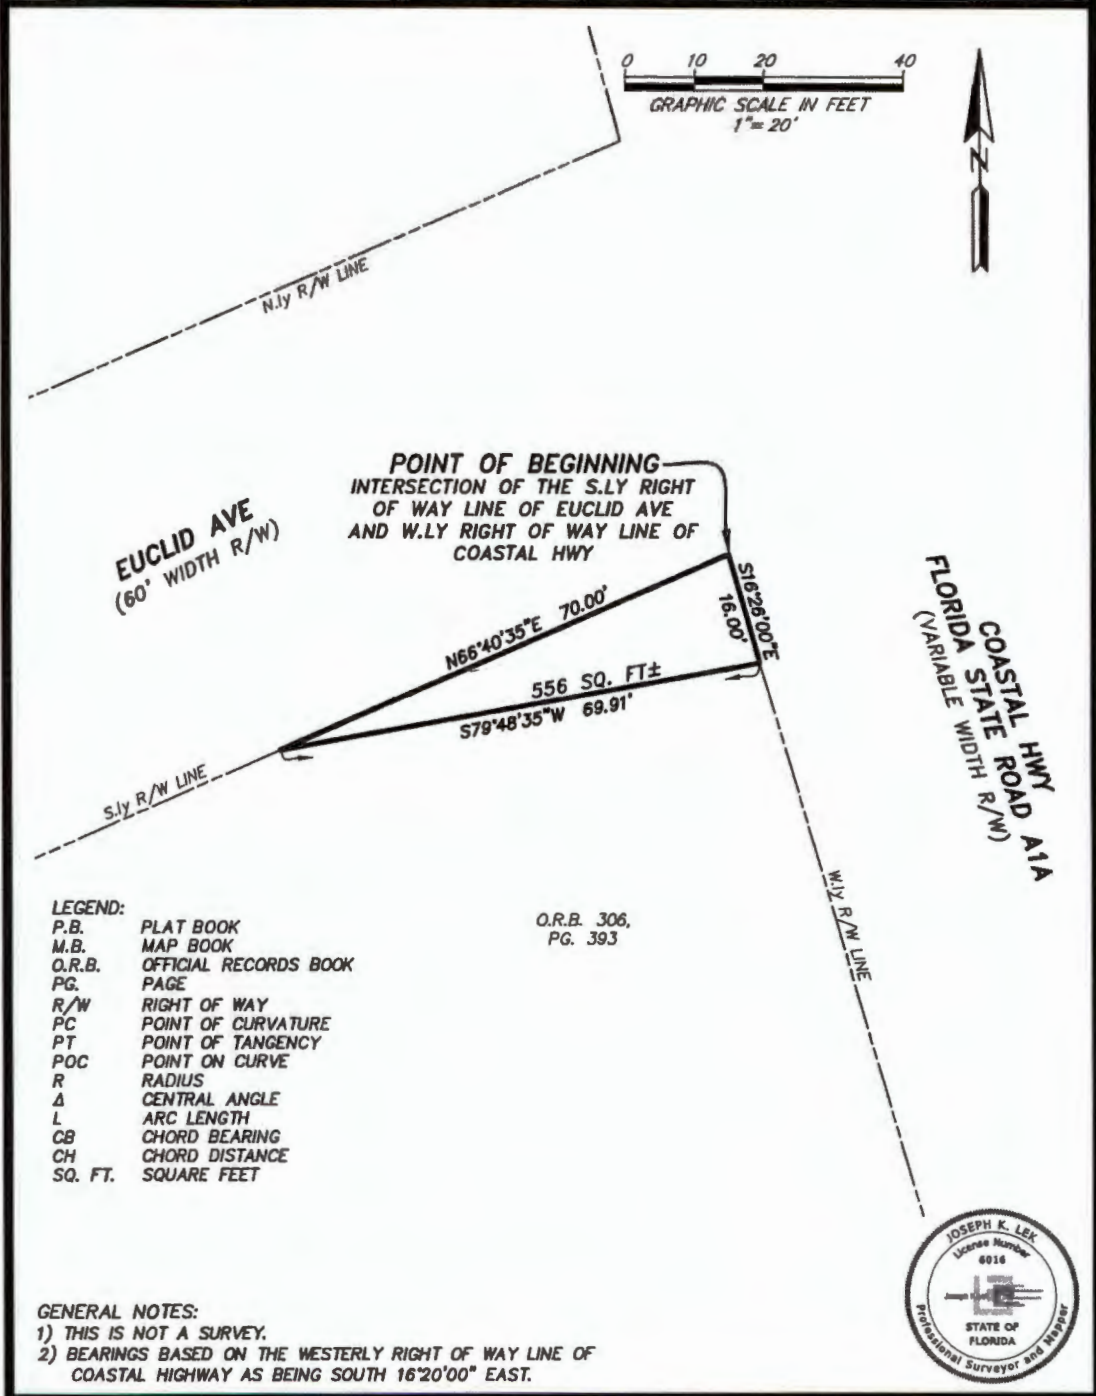 0 10 20 40
GRAPHIC SCALE IN FEET
1"= 20'
N
N.ly R/W LINE
POINT OF BEGINNING
INTERSECTION OF THE S.LY RIGHT
OF WAY LINE OF EUCLID AVE
AND W.LY RIGHT OF WAY LINE OF
COASTAL HWY
EUCLID AVE
(60' WIDTH R/W)
N66°40'35"E 70.00'
S16°26'00"E
16.00'
556 SQ. FT±
S79°48'35"W 69.91'
S.ly R/W LINE
COASTAL HWY
FLORIDA STATE ROAD A1A
(VARIABLE WIDTH R/W)
W.ly R/W LINE
O.R.B. 306,
PG. 393
LEGEND:
P.B. PLAT BOOK
M.B. MAP BOOK
O.R.B. OFFICIAL RECORDS BOOK
PG. PAGE
R/W RIGHT OF WAY
PC POINT OF CURVATURE
PT POINT OF TANGENCY
POC POINT ON CURVE
R RADIUS
Δ CENTRAL ANGLE
L ARC LENGTH
CB CHORD BEARING
CH CHORD DISTANCE
SQ. FT. SQUARE FEET
GENERAL NOTES:
1) THIS IS NOT A SURVEY.
2) BEARINGS BASED ON THE WESTERLY RIGHT OF WAY LINE OF
COASTAL HIGHWAY AS BEING SOUTH 16°20'00" EAST.
JOSEPH K. LEK
License Number
6016
STATE OF
FLORIDA
Professional Surveyor and Mapper